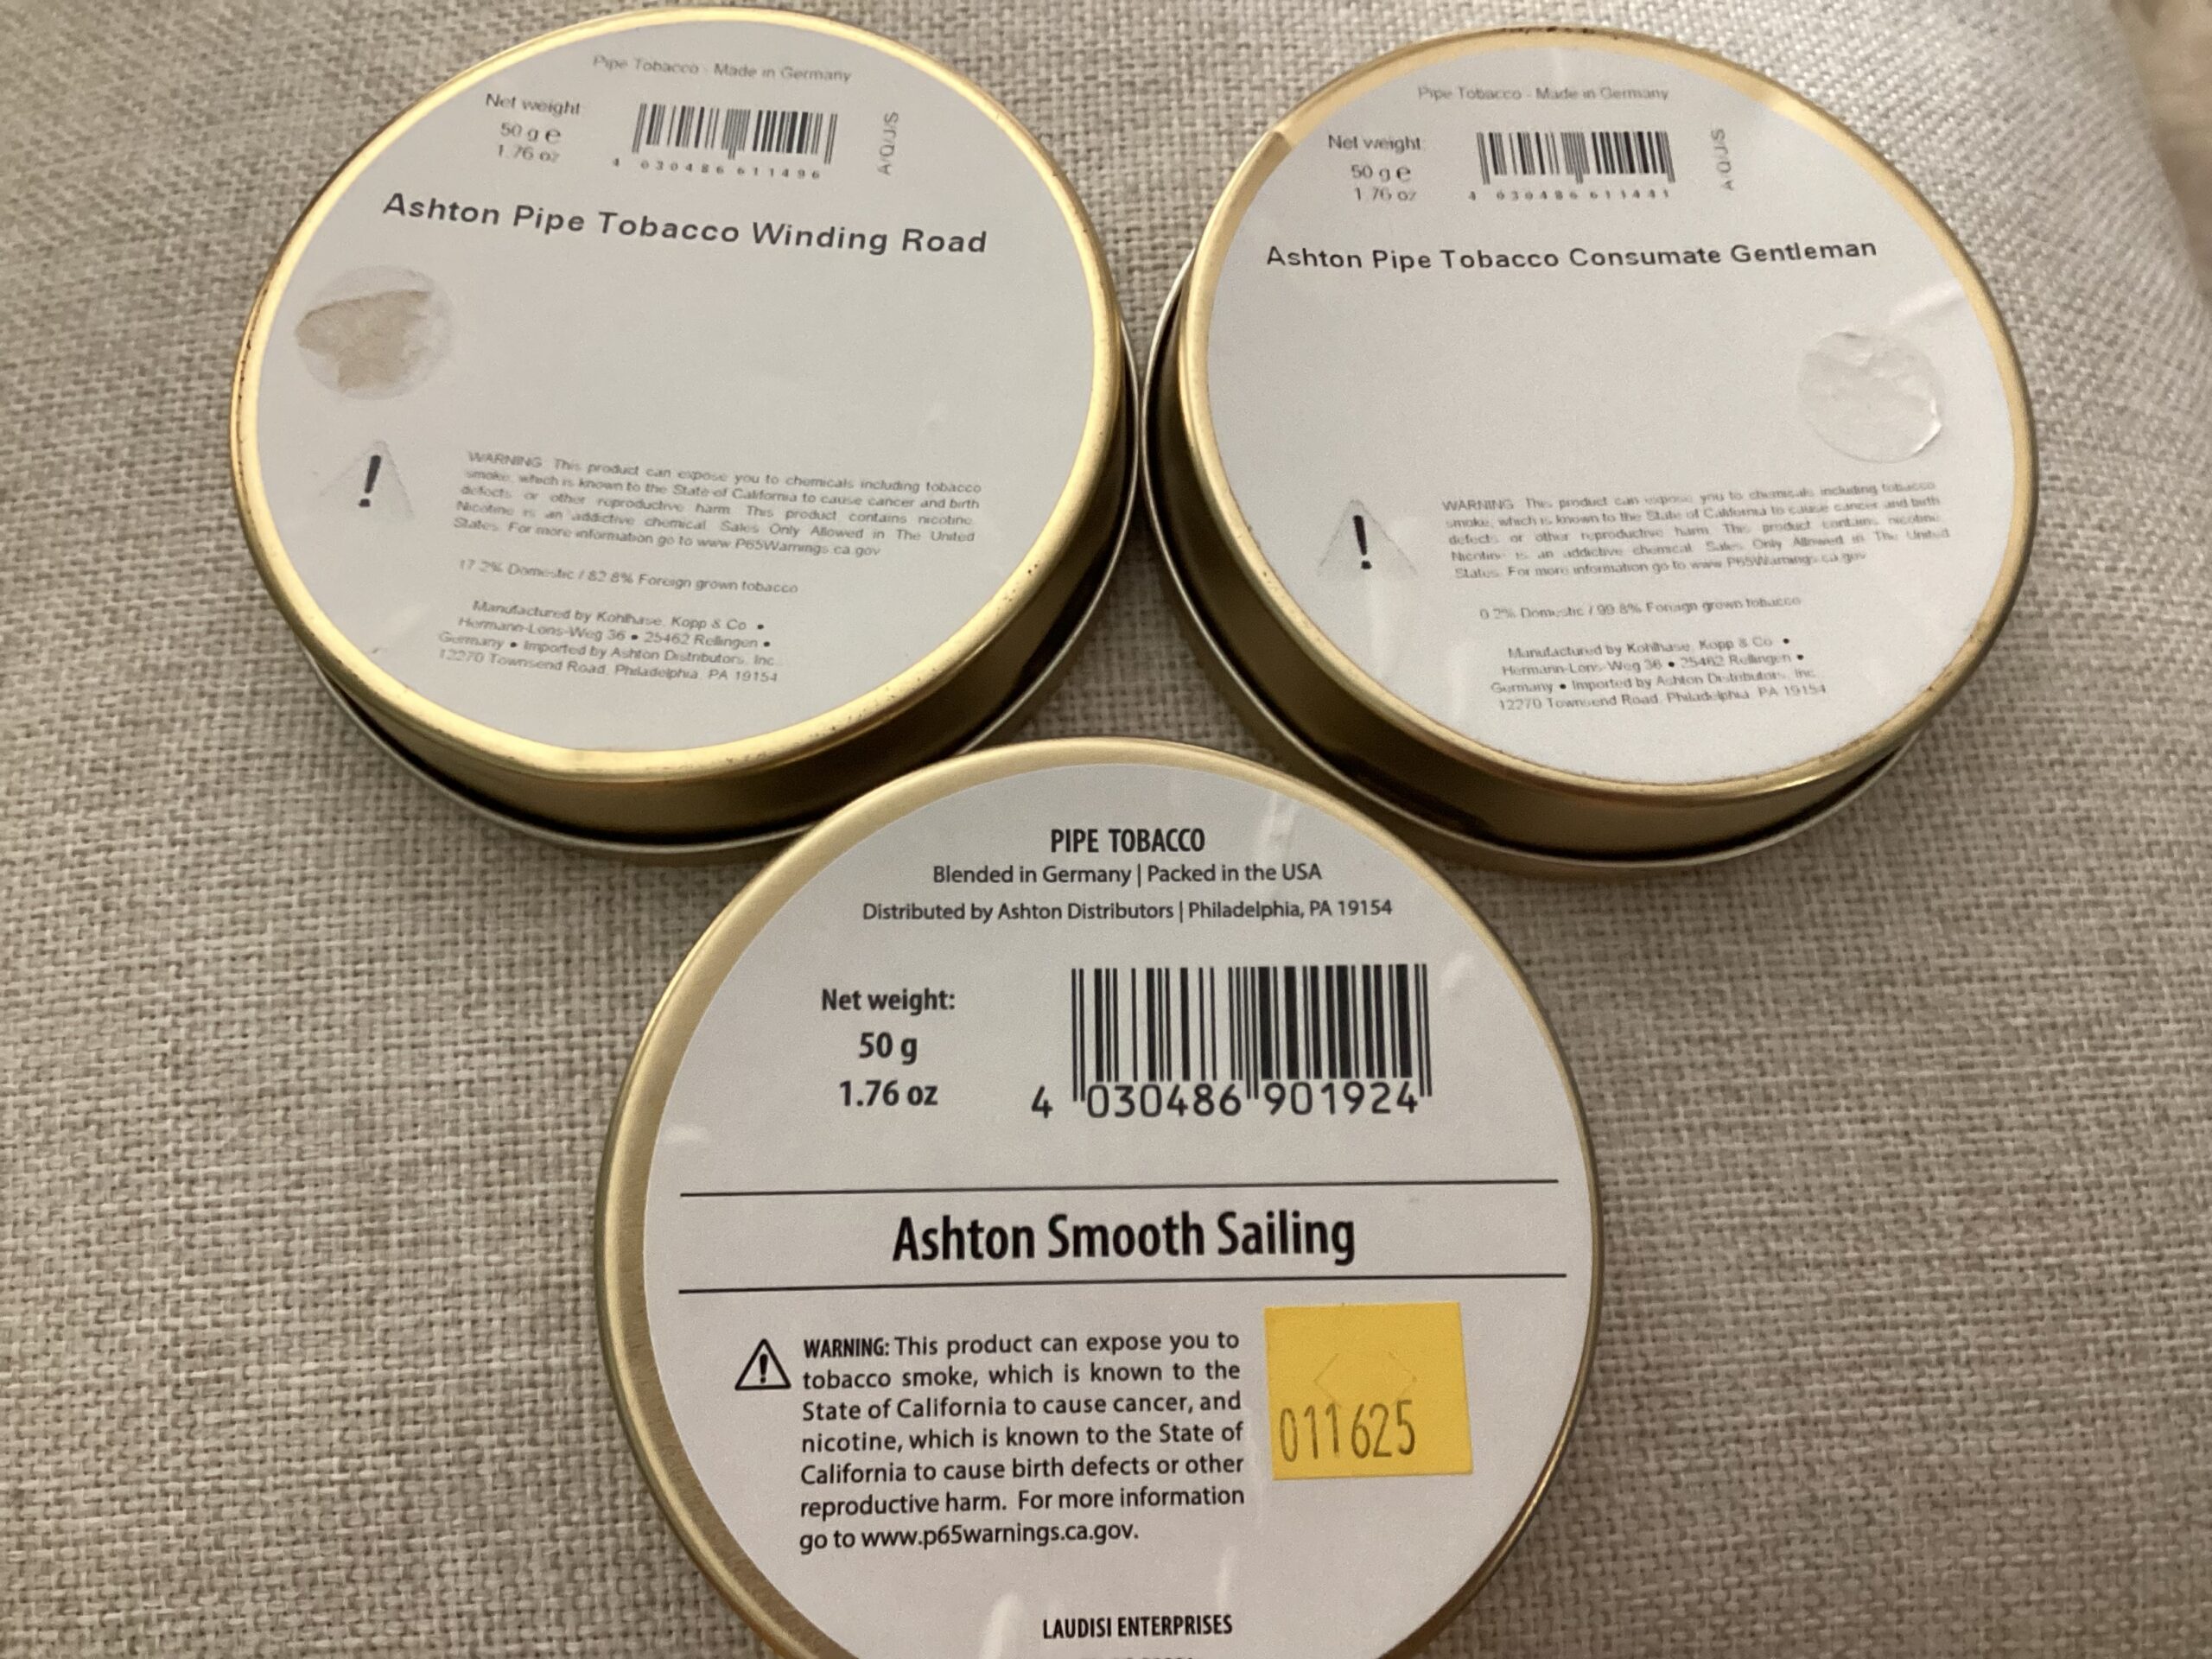 Pipe Tobacco - Made in Germany
Net weight
50 g e
1.76 oz
4 030486 611496
A/Q/J/S
Ashton Pipe Tobacco Winding Road
!
WARNING: This product can expose you to chemicals including tobacco
smoke, which is known to the State of California to cause cancer and birth
defects or other reproductive harm. This product contains nicotine.
Nicotine is an addictive chemical. Sales Only Allowed in The United
States. For more information go to www.P65Warnings.ca.gov
17.2% Domestic / 82.8% Foreign grown tobacco
Manufactured by Kohlhase, Kopp & Co •
Hermann-Lons-Weg 36 • 25462 Rellingen •
Germany • Imported by Ashton Distributors, Inc.
12270 Townsend Road, Philadelphia, PA 19154
Pipe Tobacco - Made in Germany
Net weight
50 g e
1.76 oz
4 030486 611441
A/Q/J/S
Ashton Pipe Tobacco Consumate Gentleman
!
WARNING: This product can expose you to chemicals including tobacco
smoke, which is known to the State of California to cause cancer and birth
defects or other reproductive harm. This product contains nicotine.
Nicotine is an addictive chemical. Sales Only Allowed in The United
States. For more information go to www.P65Warnings.ca.gov
0.2% Domestic / 99.8% Foriegn grown tobacco
Manufactured by Kohlhase, Kopp & Co •
Hermann-Lons-Weg 36 • 25462 Rellingen •
Germany • Imported by Ashton Distributors, Inc.
12270 Townsend Road, Philadelphia, PA 19154
PIPE TOBACCO
Blended in Germany | Packed in the USA
Distributed by Ashton Distributors | Philadelphia, PA 19154
Net weight:
50 g
1.76 oz
4 030486 901924
Ashton Smooth Sailing
! WARNING: This product can expose you to
tobacco smoke, which is known to the
State of California to cause cancer, and
nicotine, which is known to the State of
California to cause birth defects or other
reproductive harm. For more information
go to www.p65warnings.ca.gov.
011625
LAUDISI ENTERPRISES